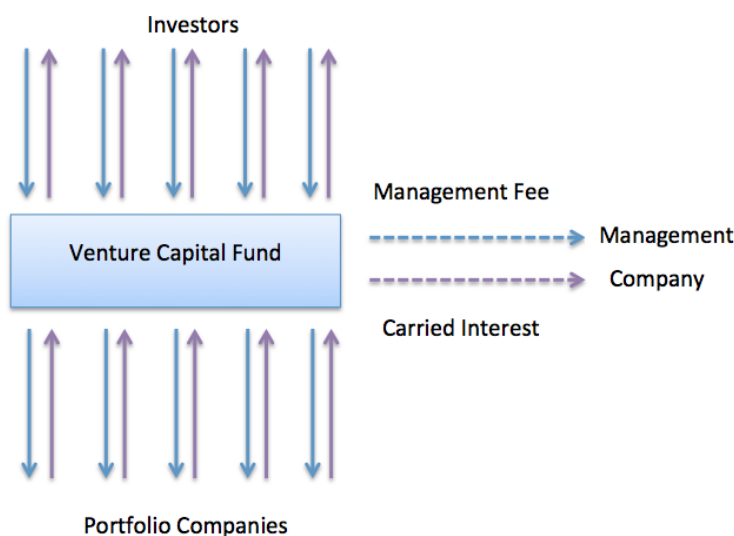 Investors
Management Fee
Venture Capital Fund
Management
Company
Carried Interest
Portfolio Companies